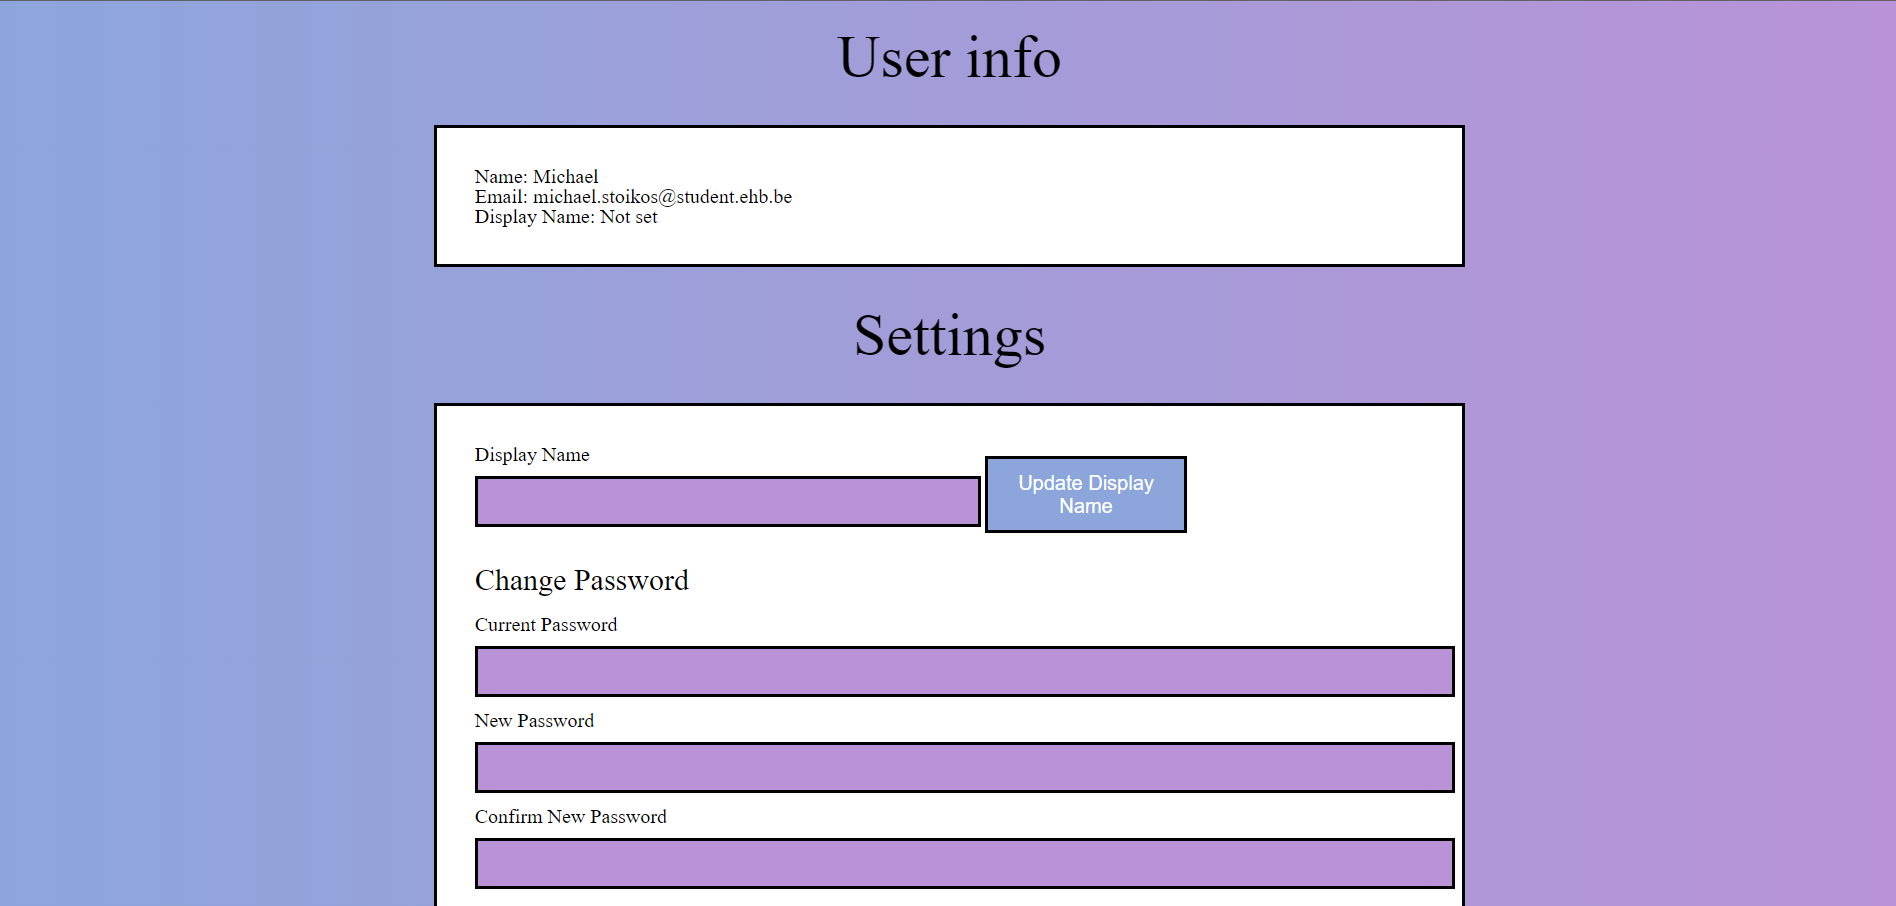 User info
Name: Michael
Email: michael.stoikos@student.ehb.be
Display Name: Not set
Settings
Display Name
Update Display
Name
Change Password
Current Password
New Password
Confirm New Password